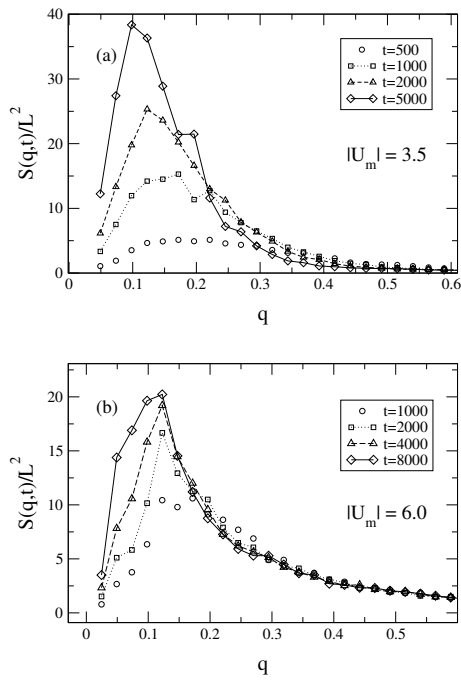 40
30
20
10
0
S(q,t)/L²
(a)
t=500
t=1000
t=2000
t=5000
|Uₘ| = 3.5
0 0.1 0.2 0.3 0.4 0.5 0.6
q
20
15
10
5
0
S(q,t)/L²
(b)
t=1000
t=2000
t=4000
t=8000
|Uₘ| = 6.0
0 0.1 0.2 0.3 0.4 0.5
q